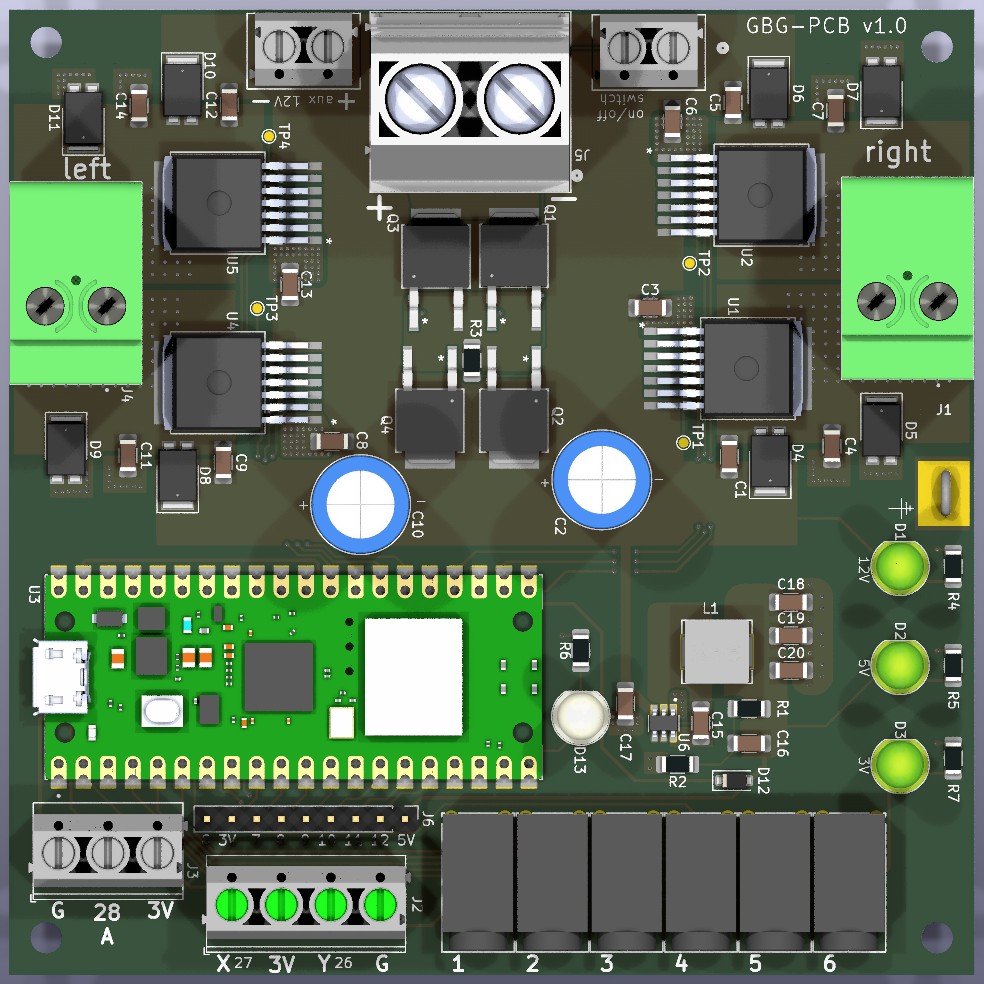 GBG-PCB v1.0
D10
C14
C12
D11
aux 12V
− +
on/off switch
C6
C5
D6
C7
D7
TP4
J5
left
right
+ −
Q3
Q1
U5
U2
*
TP2
C13
TP3
C3
U4
U1
*
R3
* *
* *
J4
J1
Q4
Q2
D9
C11
D8
C9
C8
TP1
C1
D4
C4
D5
+ − C10
+ − C2
D1
12V
R4
U3
C18
L1
C19
D2
R6
C20
5V
R5
R1
C17
C15
U6
C16
D13
R2
D12
D3
3V
R7
3V 12 5V
J6
J3
J2
G 28 3V
A
X 27 3V Y 26 G
1 2 3 4 5 6